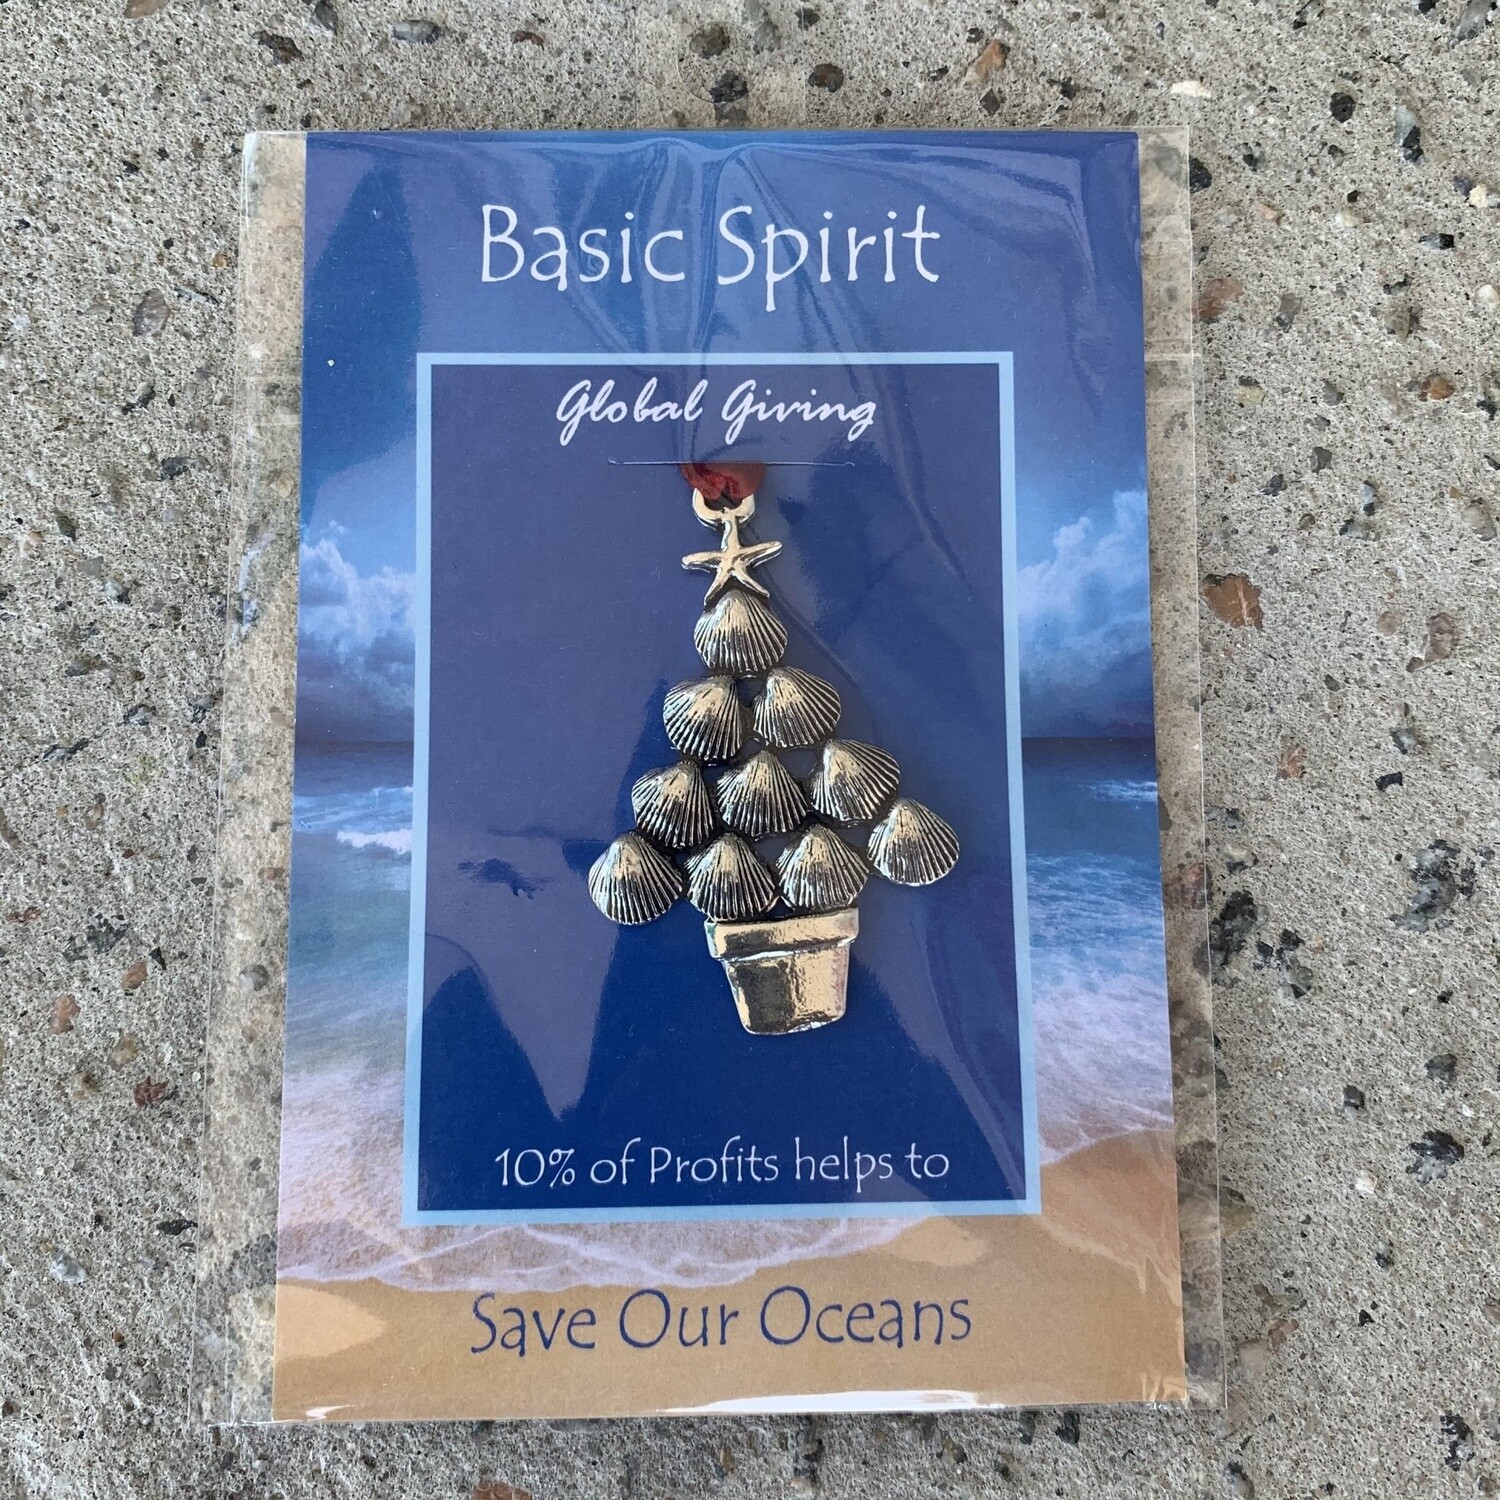 Basic Spirit
Global Giving
10% of Profits helps to
Save Our Oceans